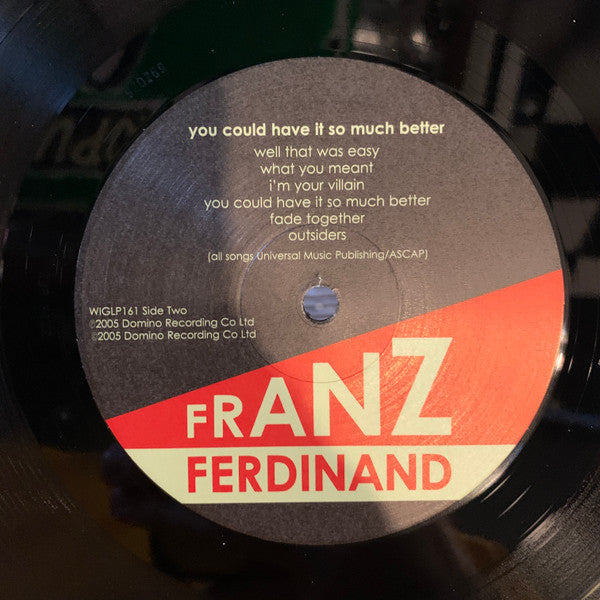 you could have it so much better
well that was easy
what you meant
i'm your villain
you could have it so much better
fade together
outsiders
(all songs Universal Music Publishing/ASCAP)
WIGLP161 Side Two
℗2005 Domino Recording Co Ltd
©2005 Domino Recording Co Ltd
FRANZ
FERDINAND